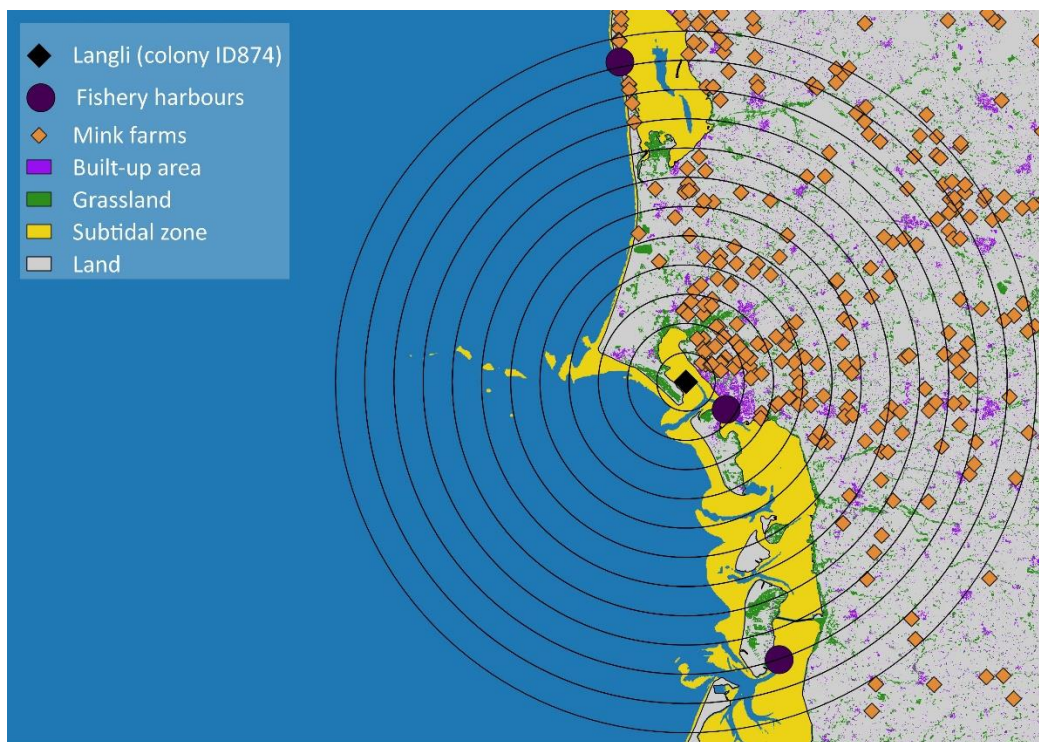 Langli (colony ID874)
Fishery harbours
Mink farms
Built-up area
Grassland
Subtidal zone
Land